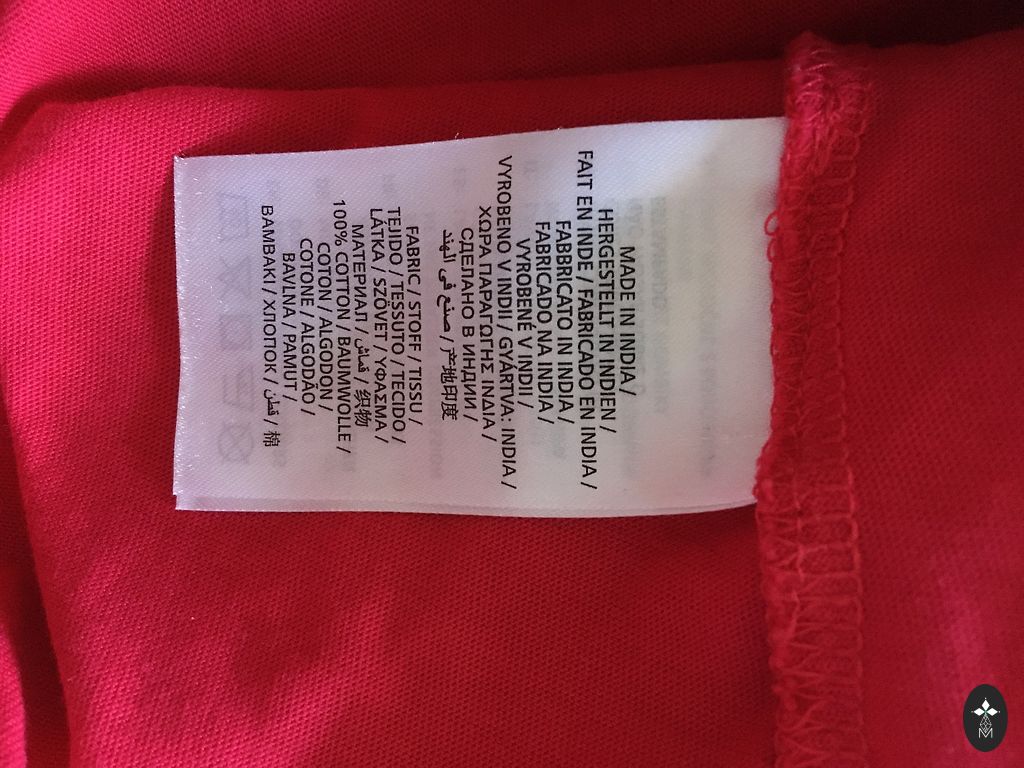 MADE IN INDIA /
HERGESTELLT IN INDIEN /
FAIT EN INDE / FABRICADO EN INDIA /
FABBRICATO IN INDIA /
FABRICADO NA INDIA /
VYROBENÉ V INDII /
VYROBENO V INDII / GYÁRTVA: INDIA /
ΧΩΡΑ ΠΑΡΑΓΩΓΗΣ ΙΝΔΙΑ /
СДЕЛАНО В ИНДИИ /
صنع في الهند / 产地印度
FABRIC / STOFF / TISSU /
TEJIDO / TESSUTO / TECIDO /
LÁTKA / SZÖVET / ΥΦΑΣΜΑ /
МАТЕРИАЛ / قماش / 织物
100% COTTON / BAUMWOLLE /
COTON / ALGODON /
COTONE / ALGODÃO /
BAVLNA / PAMUT /
ΒΑΜΒΑΚΙ / ХЛОПОК / قطن / 棉